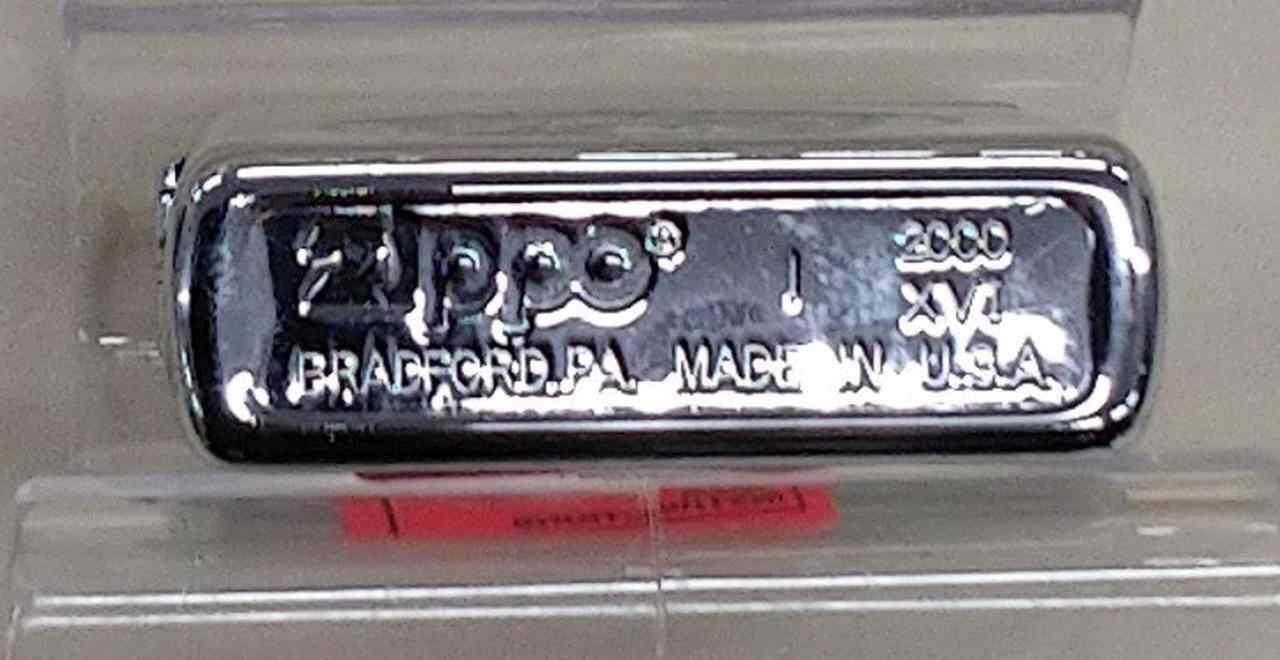 Zippo® I 2000
XVI
BRADFORD.PA. MADE IN U.S.A.